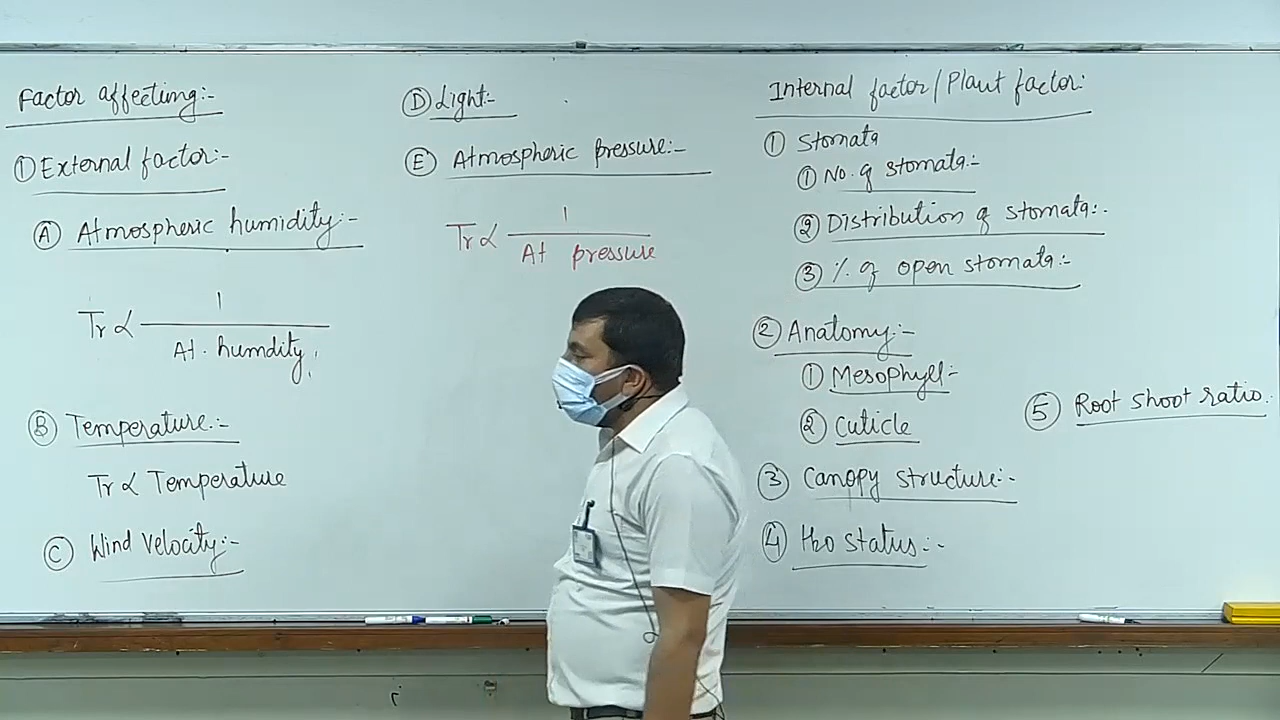 Factor affecting:-
① External factor:-
Ⓐ Atmospheric humidity:-
Tr ∝ 1 / At. humdity
Ⓑ Temperature:-
Tr ∝ Temperature
Ⓒ Wind Velocity:-
Ⓓ Light:-
Ⓔ Atmospheric pressure:-
Tr ∝ 1 / At pressure
Internal factor/Plant factor:
① Stomata
① No. of stomata:-
② Distribution of stomata:-
③ % of open stomata:-
② Anatomy:-
① Mesophyll:-
② Cuticle
③ Canopy structure:-
④ H2O status:-
⑤ Root shoot ratio.